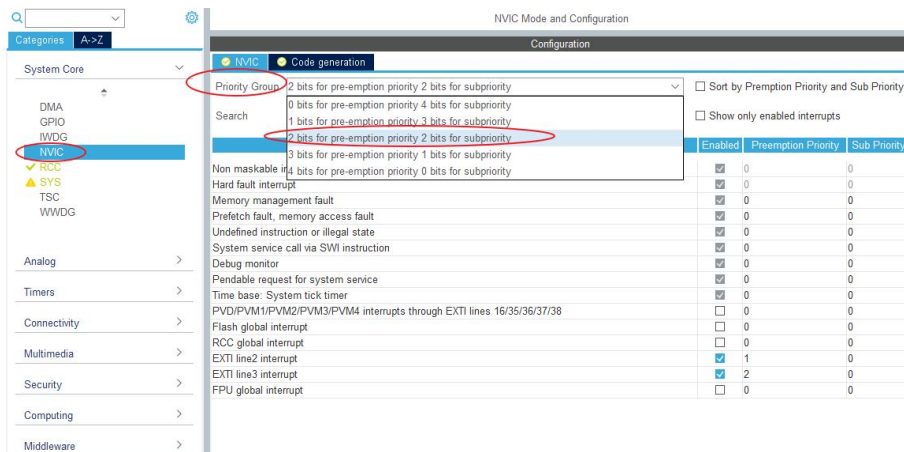 NVIC Mode and Configuration
Categories A->Z
Configuration
System Core
NVIC Code generation
Priority Group 2 bits for pre-emption priority 2 bits for subpriority Sort by Premption Priority and Sub Priority
0 bits for pre-emption priority 4 bits for subpriority
Search 1 bits for pre-emption priority 3 bits for subpriority Show only enabled interrupts
2 bits for pre-emption priority 2 bits for subpriority
3 bits for pre-emption priority 1 bits for subpriority
4 bits for pre-emption priority 0 bits for subpriority
DMA
GPIO
IWDG
NVIC
RCC
SYS
TSC
WWDG
Analog
Timers
Connectivity
Multimedia
Security
Computing
Middleware
Enabled Preemption Priority Sub Priority
Non maskable 0 0
Hard fault interrupt 0 0
Memory management fault 0 0
Prefetch fault, memory access fault 0 0
Undefined instruction or illegal state 0 0
System service call via SWI instruction 0 0
Debug monitor 0 0
Pendable request for system service 0 0
Time base: System tick timer 0 0
PVD/PVM1/PVM2/PVM3/PVM4 interrupts through EXTI lines 16/35/36/37/38 0 0
Flash global interrupt 0 0
RCC global interrupt 0 0
EXTI line2 interrupt 1 0
EXTI line3 interrupt 2 0
FPU global interrupt 0 0